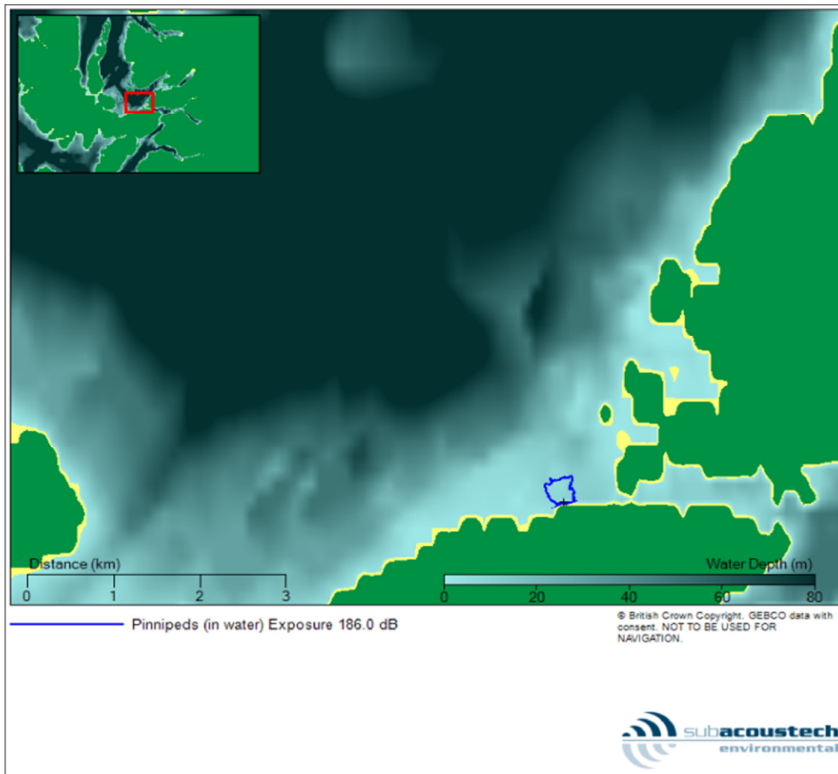 Distance (km)
0 1 2 3
Water Depth (m)
0 20 40 60 80
Pinnipeds (in water) Exposure 186.0 dB
© British Crown Copyright. GEBCO data with
consent. NOT TO BE USED FOR
NAVIGATION.
subacoustech
environmental